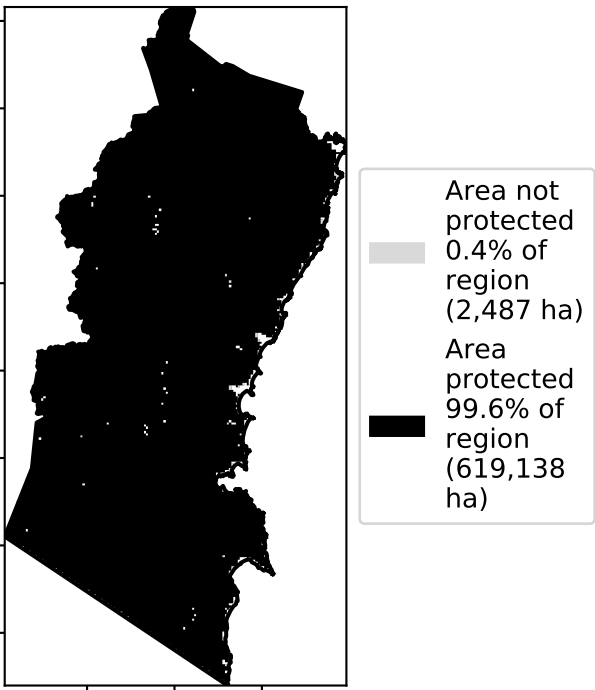 Area not
protected
0.4% of
region
(2,487 ha)
Area
protected
99.6% of
region
(619,138
ha)